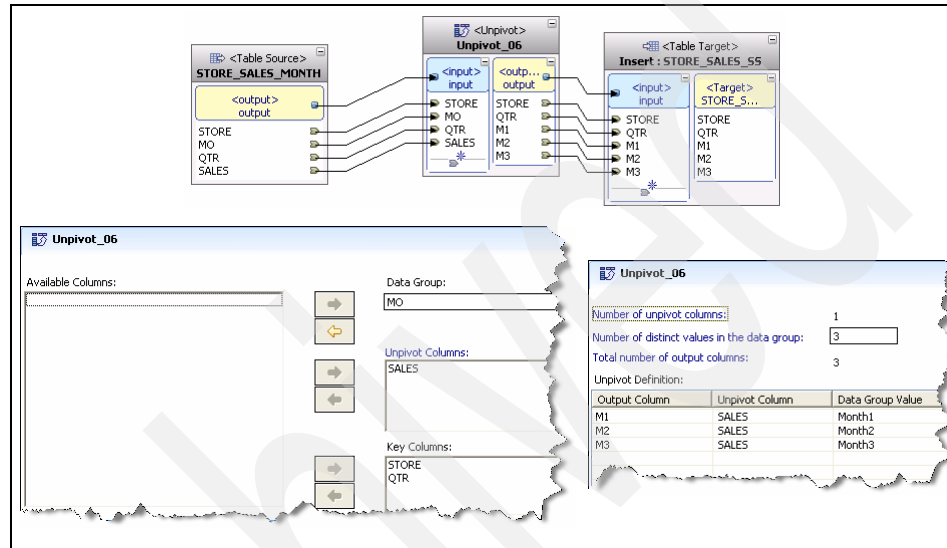 <Table Source>
STORE_SALES_MONTH
<output>
output
STORE
MO
QTR
SALES
<Unpivot>
Unpivot_06
<input>
input
STORE
MO
QTR
SALES
<outp...
output
STORE
QTR
M1
M2
M3
<Table Target>
Insert : STORE_SALES_SS
<input>
input
STORE
QTR
M1
M2
M3
<Target>
STORE_S...
STORE
QTR
M1
M2
M3
Unpivot_06
Available Columns:
Data Group:
MO
Unpivot Columns:
SALES
Key Columns:
STORE
QTR
Unpivot_06
Number of unpivot columns: 1
Number of distinct values in the data group: 3
Total number of output columns: 3
Unpivot Definition:
Output Column Unpivot Column Data Group Value
M1 SALES Month1
M2 SALES Month2
M3 SALES Month3